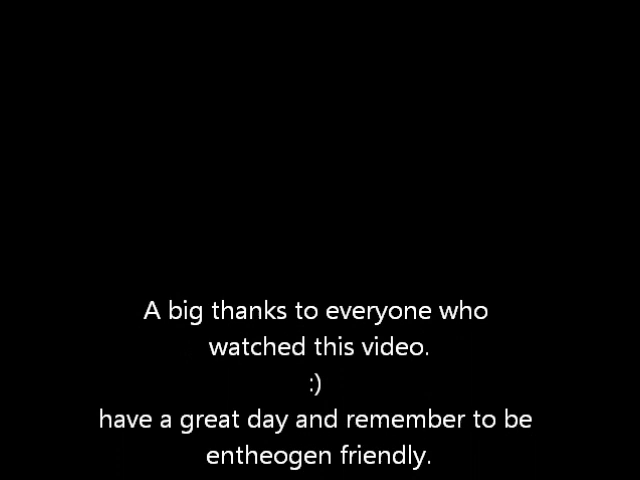 A big thanks to everyone who
watched this video.
:)
have a great day and remember to be
entheogen friendly.